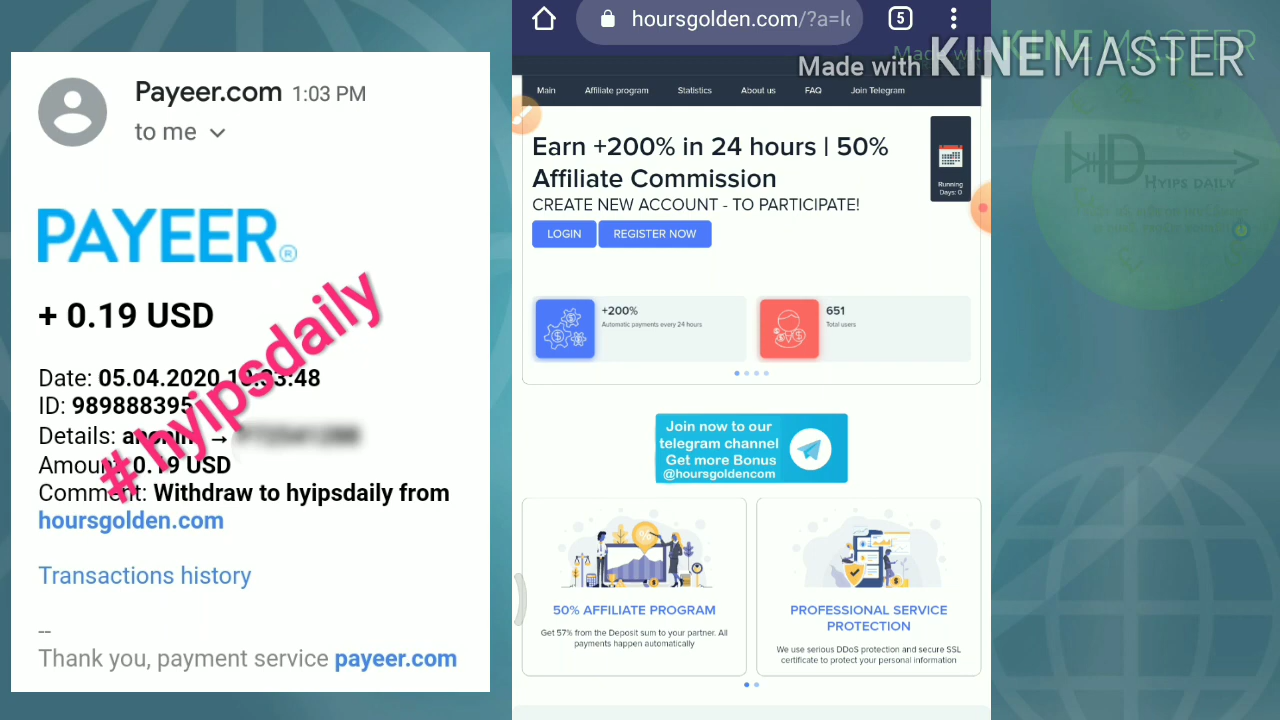 Payeer.com 1:03 PM
to me
PAYEER®
+ 0.19 USD
Date: 05.04.2020
ID: 989888395
Details: →
Amount: 0.19 USD
Comment: Withdraw to hyipsdaily from
hoursgolden.com
Transactions history
--
Thank you, payment service payeer.com
# hyipsdaily
hoursgolden.com/?a=
5
Made with KINEMASTER
Main Affiliate program Statistics About us FAQ Join Telegram
Earn +200% in 24 hours | 50%
Affiliate Commission
CREATE NEW ACCOUNT - TO PARTICIPATE!
LOGIN REGISTER NOW
Running
Days: 0
+200%
Automatic payments every 24 hours
651
Total users
Join now to our
telegram channel
Get more Bonus
@hoursgoldencom
50% AFFILIATE PROGRAM
Get 57% from the Deposit sum to your partner. All
payments happen automatically
PROFESSIONAL SERVICE
PROTECTION
We use serious DDoS protection and secure SSL
certificate to protect your personal information
HD
HYIPS DAILY